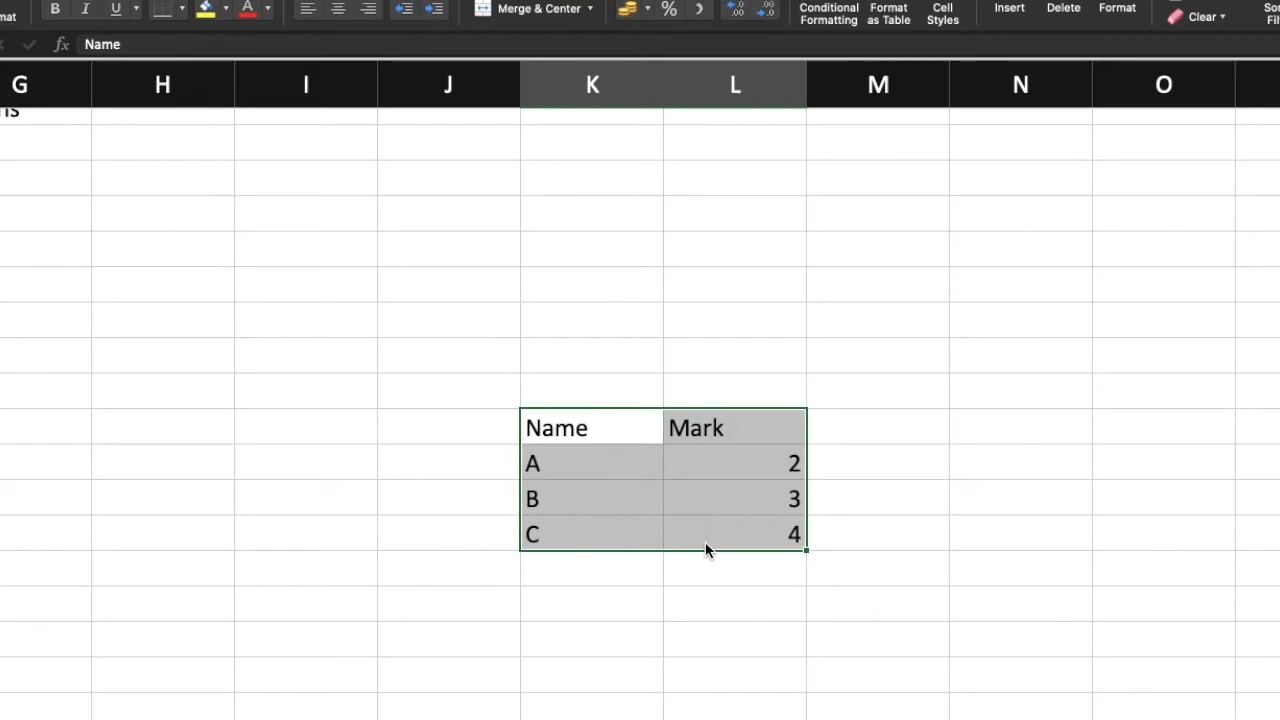 B I U A Merge & Center % Conditional Formatting Format as Table Cell Styles Insert Delete Format Clear
fx Name
G H I J K L M N O
Name Mark
A 2
B 3
C 4